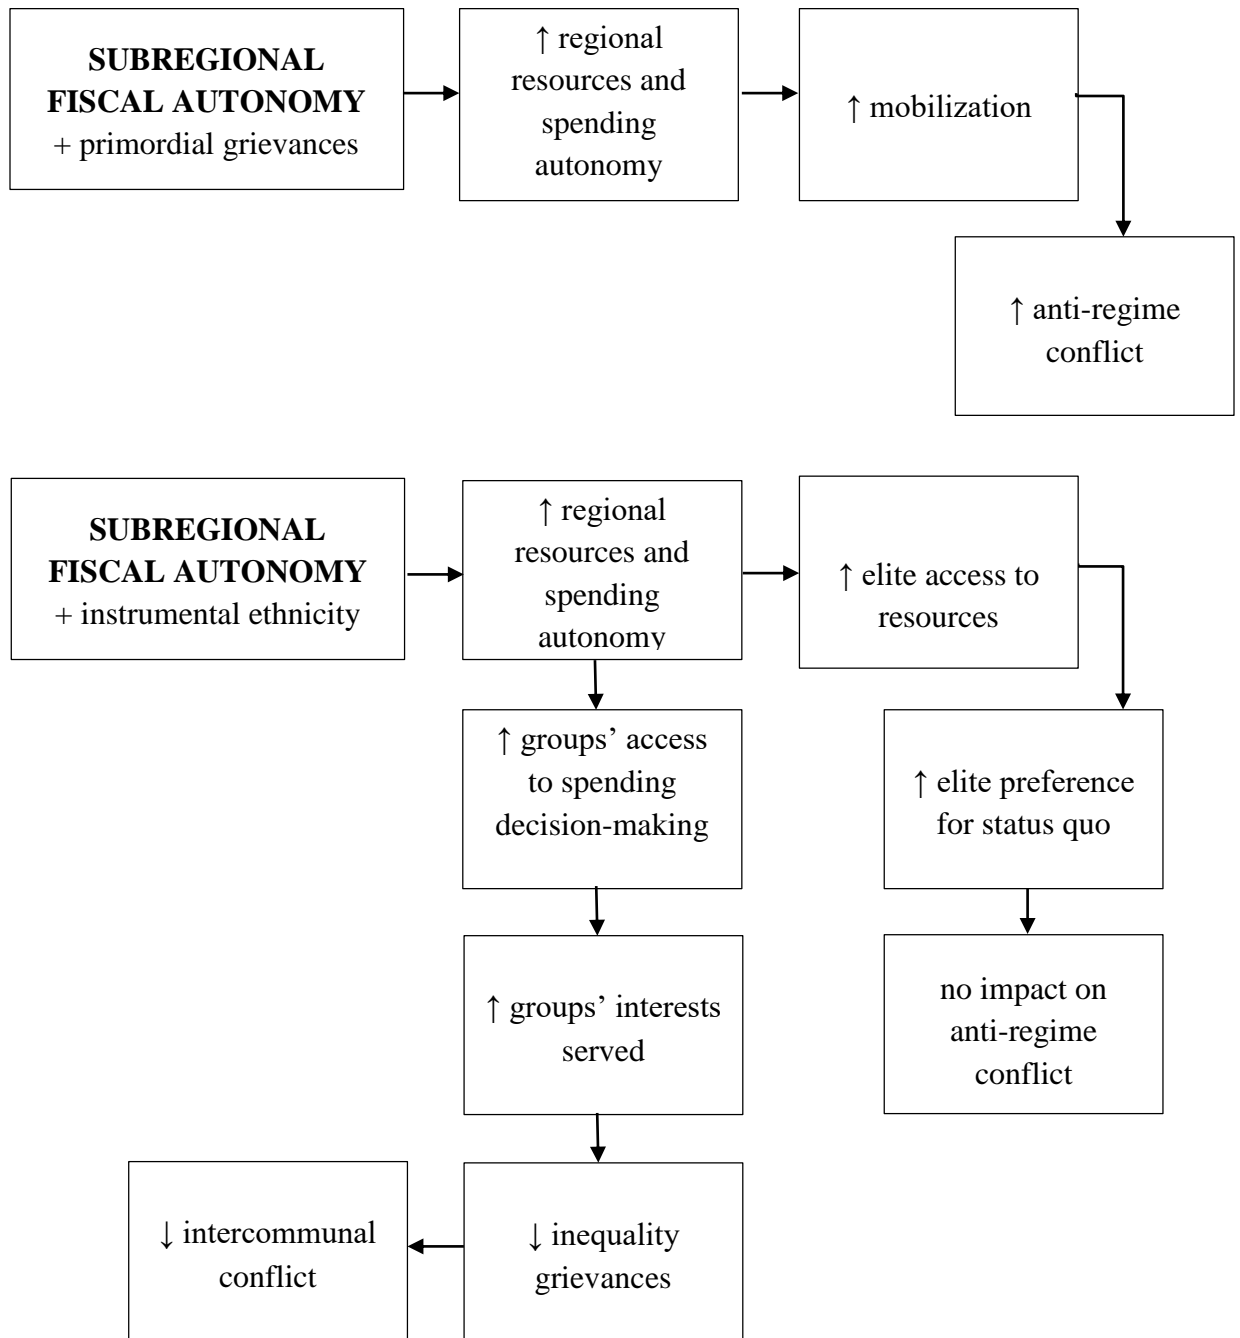 SUBREGIONAL
FISCAL AUTONOMY
+ primordial grievances
↑ regional
resources and
spending
autonomy
↑ mobilization
↑ anti-regime
conflict
SUBREGIONAL
FISCAL AUTONOMY
+ instrumental ethnicity
↑ regional
resources and
spending
autonomy
↑ elite access to
resources
↑ groups’ access
to spending
decision-making
↑ elite preference
for status quo
↑ groups’ interests
served
no impact on
anti-regime
conflict
↓ intercommunal
conflict
↓ inequality
grievances